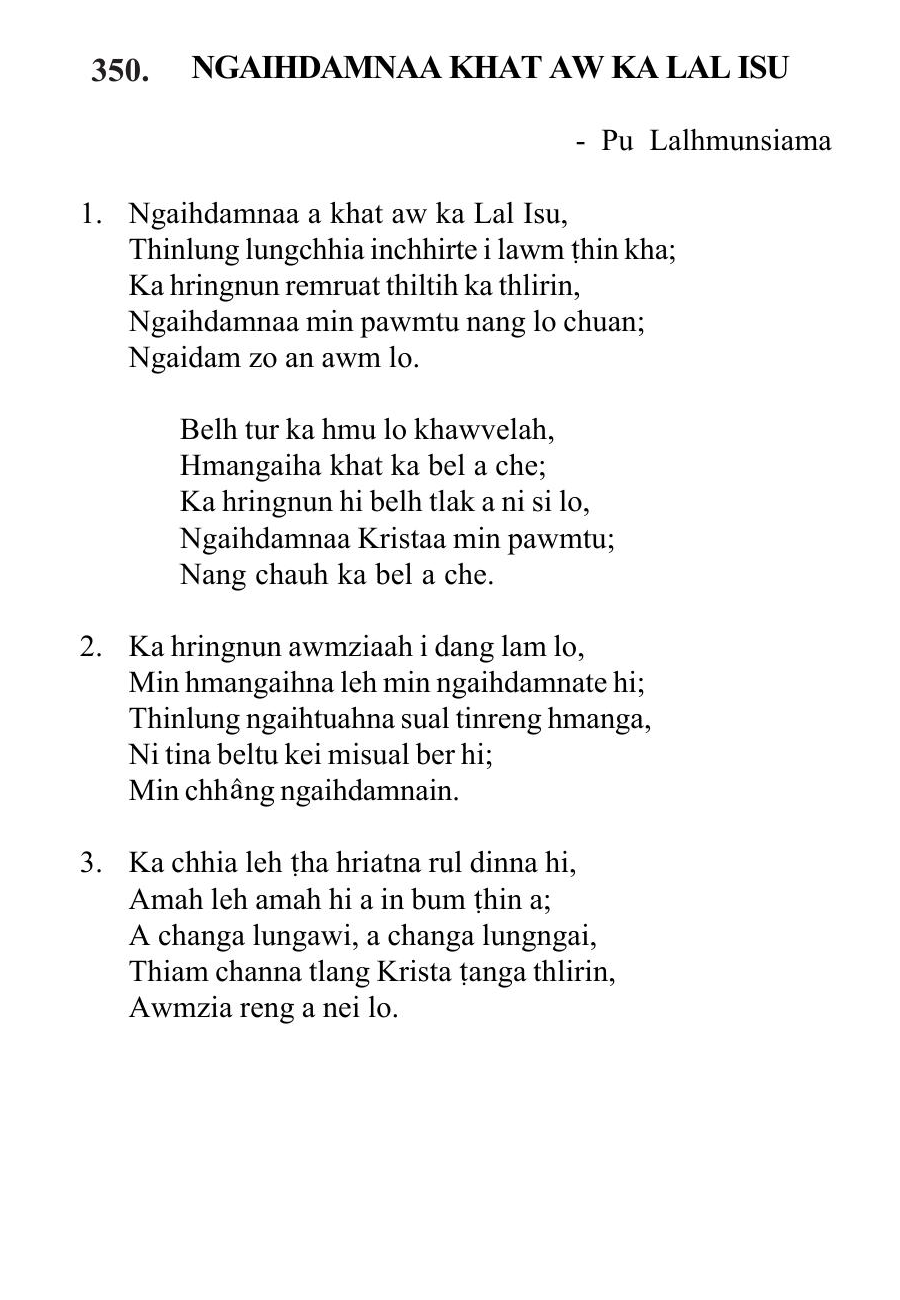 350. NGAIHDAMNAA KHAT AW KA LAL ISU
- Pu Lalhmunsiama
1. Ngaihdamnaa a khat aw ka Lal Isu,
Thinlung lungchhia inchhirte i lawm ṭhin kha;
Ka hringnun remruat thiltih ka thlirin,
Ngaihdamnaa min pawmtu nang lo chuan;
Ngaidam zo an awm lo.
Belh tur ka hmu lo khawvelah,
Hmangaiha khat ka bel a che;
Ka hringnun hi belh tlak a ni si lo,
Ngaihdamnaa Kristaa min pawmtu;
Nang chauh ka bel a che.
2. Ka hringnun awmziaah i dang lam lo,
Min hmangaihna leh min ngaihdamnate hi;
Thinlung ngaihtuahna sual tinreng hmanga,
Ni tina beltu kei misual ber hi;
Min chhâng ngaihdamnain.
3. Ka chhia leh ṭha hriatna rul dinna hi,
Amah leh amah hi a in bum ṭhin a;
A changa lungawi, a changa lungngai,
Thiam channa tlang Krista ṭanga thlirin,
Awmzia reng a nei lo.